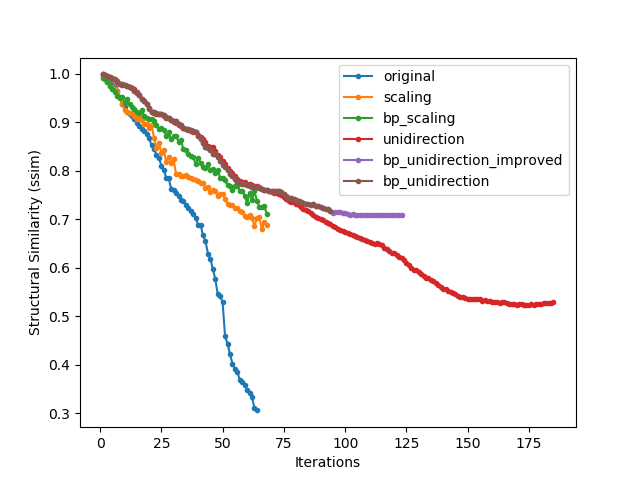 1.0
0.9
0.8
0.7
0.6
0.5
0.4
0.3
Structural Similarity (ssim)
original
scaling
bp_scaling
unidirection
bp_unidirection_improved
bp_unidirection
0 25 50 75 100 125 150 175
Iterations